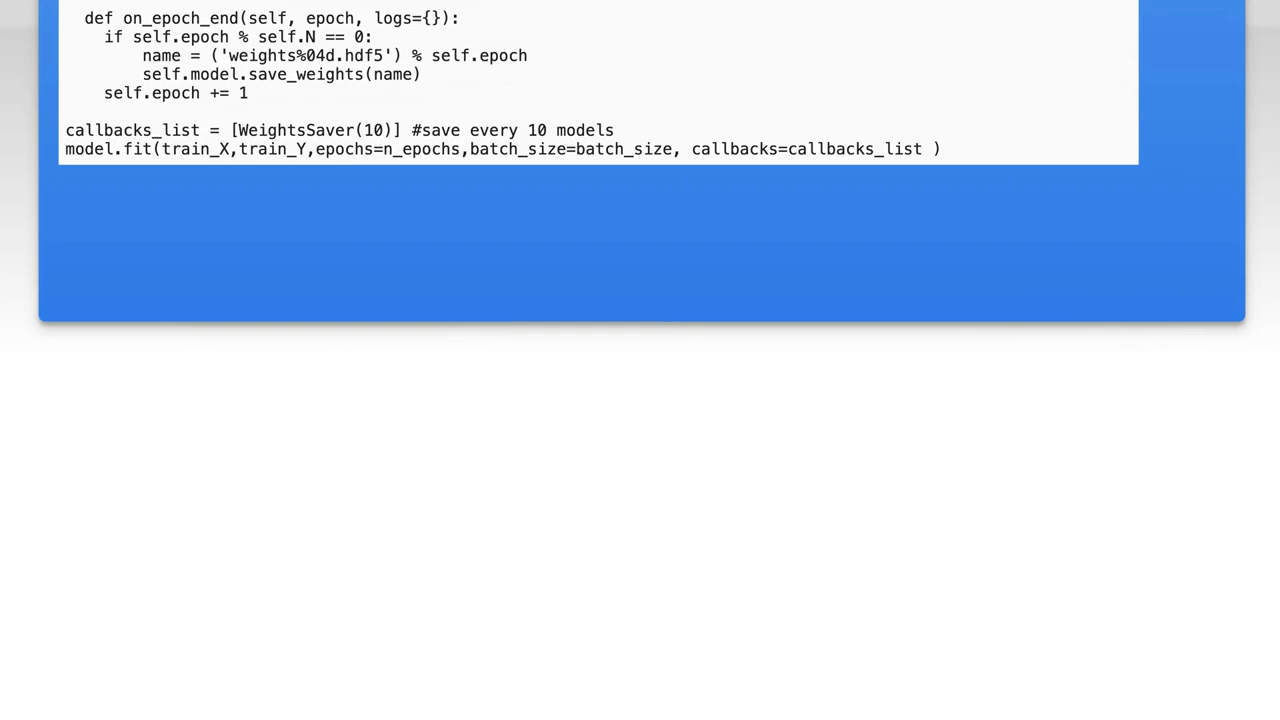 def on_epoch_end(self, epoch, logs={}):
if self.epoch % self.N == 0:
name = ('weights%04d.hdf5') % self.epoch
self.model.save_weights(name)
self.epoch += 1
callbacks_list = [WeightsSaver(10)] #save every 10 models
model.fit(train_X,train_Y,epochs=n_epochs,batch_size=batch_size, callbacks=callbacks_list )